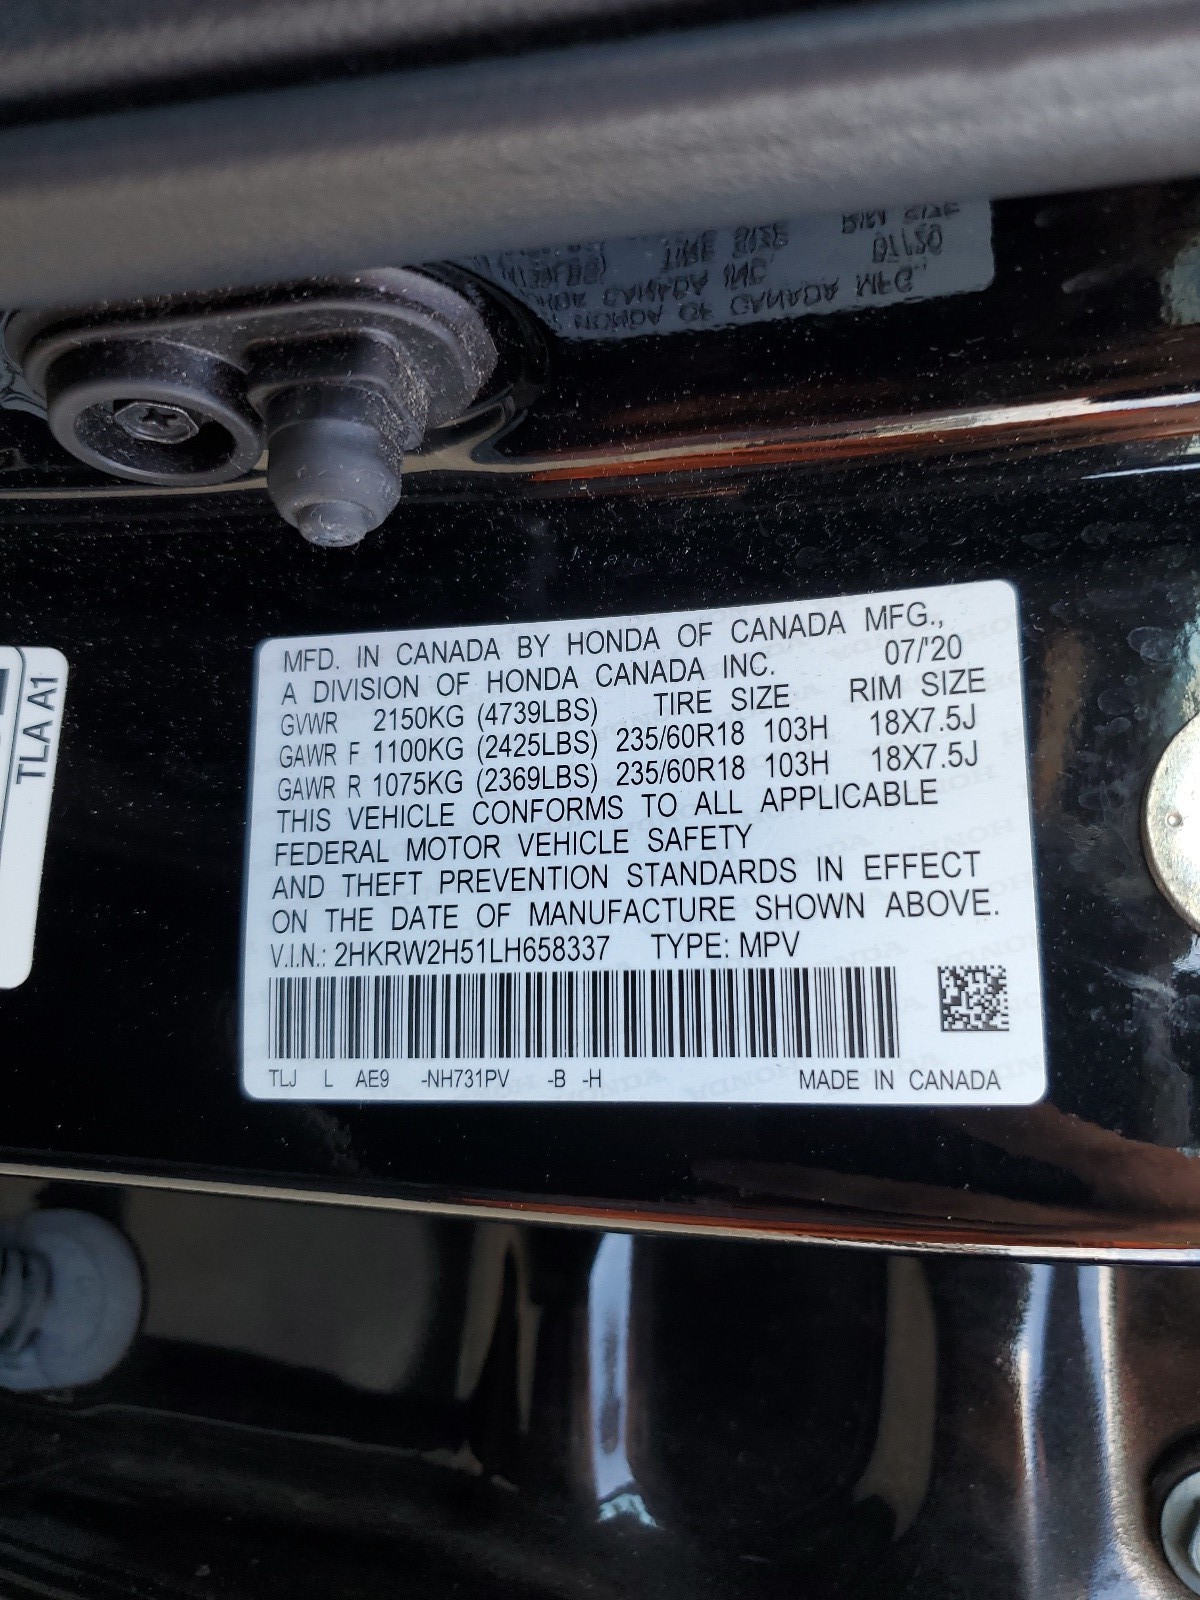 MFD. IN CANADA BY HONDA OF CANADA MFG.,
A DIVISION OF HONDA CANADA INC. 07/'20
GVWR 2150KG (4739LBS) TIRE SIZE RIM SIZE
GAWR F 1100KG (2425LBS) 235/60R18 103H 18X7.5J
GAWR R 1075KG (2369LBS) 235/60R18 103H 18X7.5J
THIS VEHICLE CONFORMS TO ALL APPLICABLE
FEDERAL MOTOR VEHICLE SAFETY
AND THEFT PREVENTION STANDARDS IN EFFECT
ON THE DATE OF MANUFACTURE SHOWN ABOVE.
V.I.N.: 2HKRW2H51LH658337 TYPE: MPV
TLJ L AE9 -NH731PV -B -H MADE IN CANADA
TLA A1